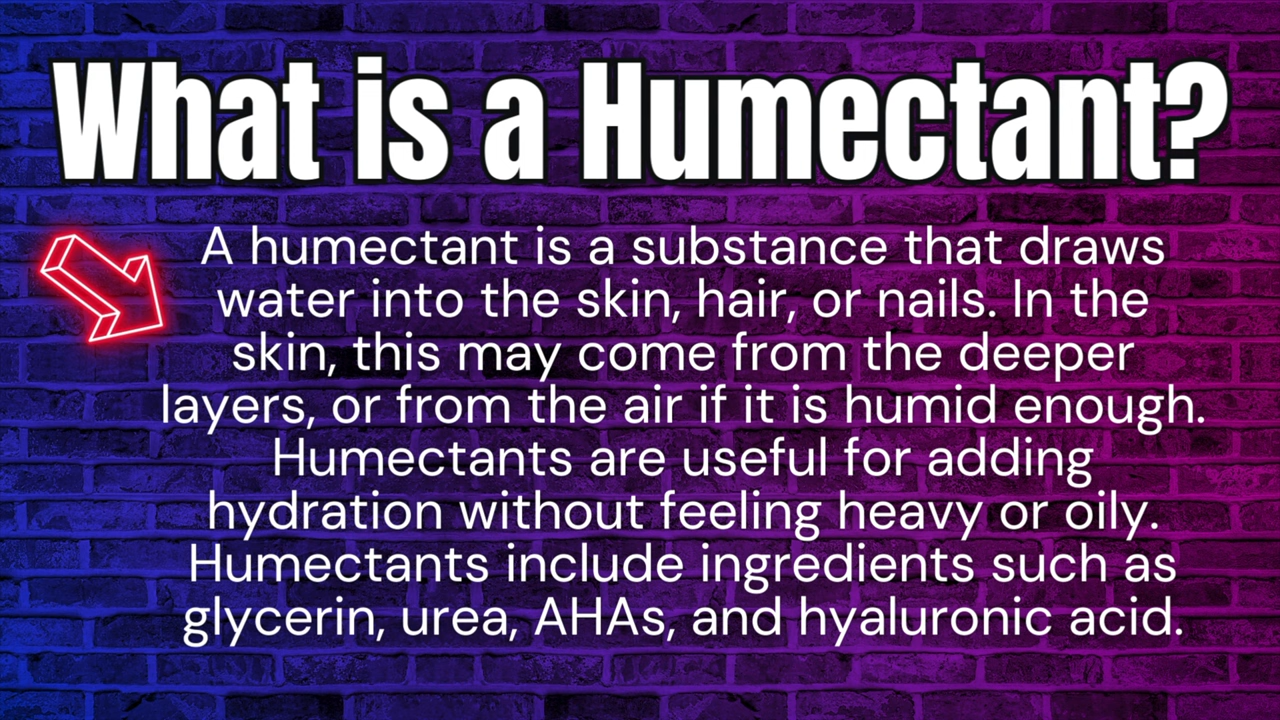 What is a Humectant?
A humectant is a substance that draws
water into the skin, hair, or nails. In the
skin, this may come from the deeper
layers, or from the air if it is humid enough.
Humectants are useful for adding
hydration without feeling heavy or oily.
Humectants include ingredients such as
glycerin, urea, AHAs, and hyaluronic acid.